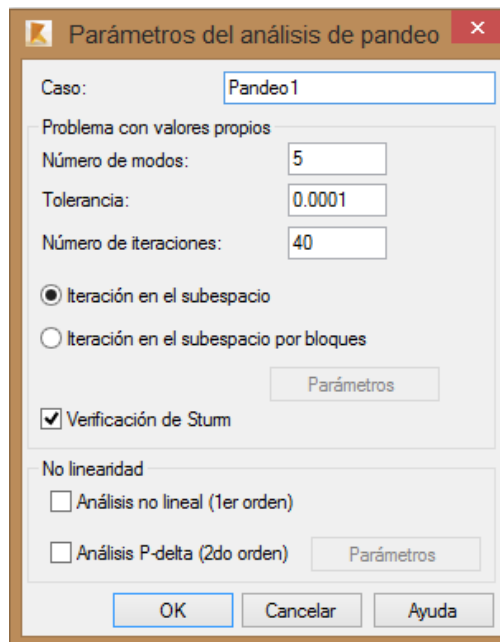 Parámetros del análisis de pandeo
Caso: Pandeo1
Problema con valores propios
Número de modos: 5
Tolerancia: 0.0001
Número de iteraciones: 40
Iteración en el subespacio
Iteración en el subespacio por bloques
Parámetros
Verificación de Sturm
No linearidad
Análisis no lineal (1er orden)
Análisis P-delta (2do orden) Parámetros
OK Cancelar Ayuda